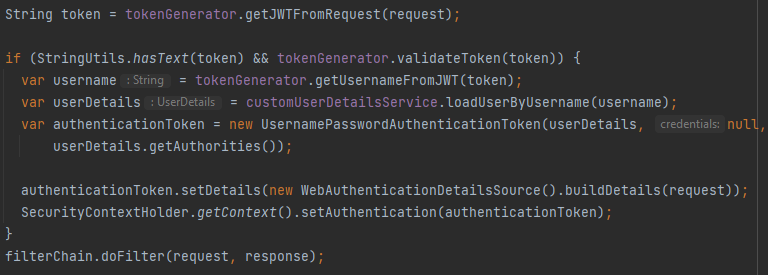 String token = tokenGenerator.getJWTFromRequest(request);
if (StringUtils.hasText(token) && tokenGenerator.validateToken(token)) {
var username : String = tokenGenerator.getUsernameFromJWT(token);
var userDetails : UserDetails = customUserDetailsService.loadUserByUsername(username);
var authenticationToken = new UsernamePasswordAuthenticationToken(userDetails, credentials: null,
userDetails.getAuthorities());
authenticationToken.setDetails(new WebAuthenticationDetailsSource().buildDetails(request));
SecurityContextHolder.getContext().setAuthentication(authenticationToken);
}
filterChain.doFilter(request, response);